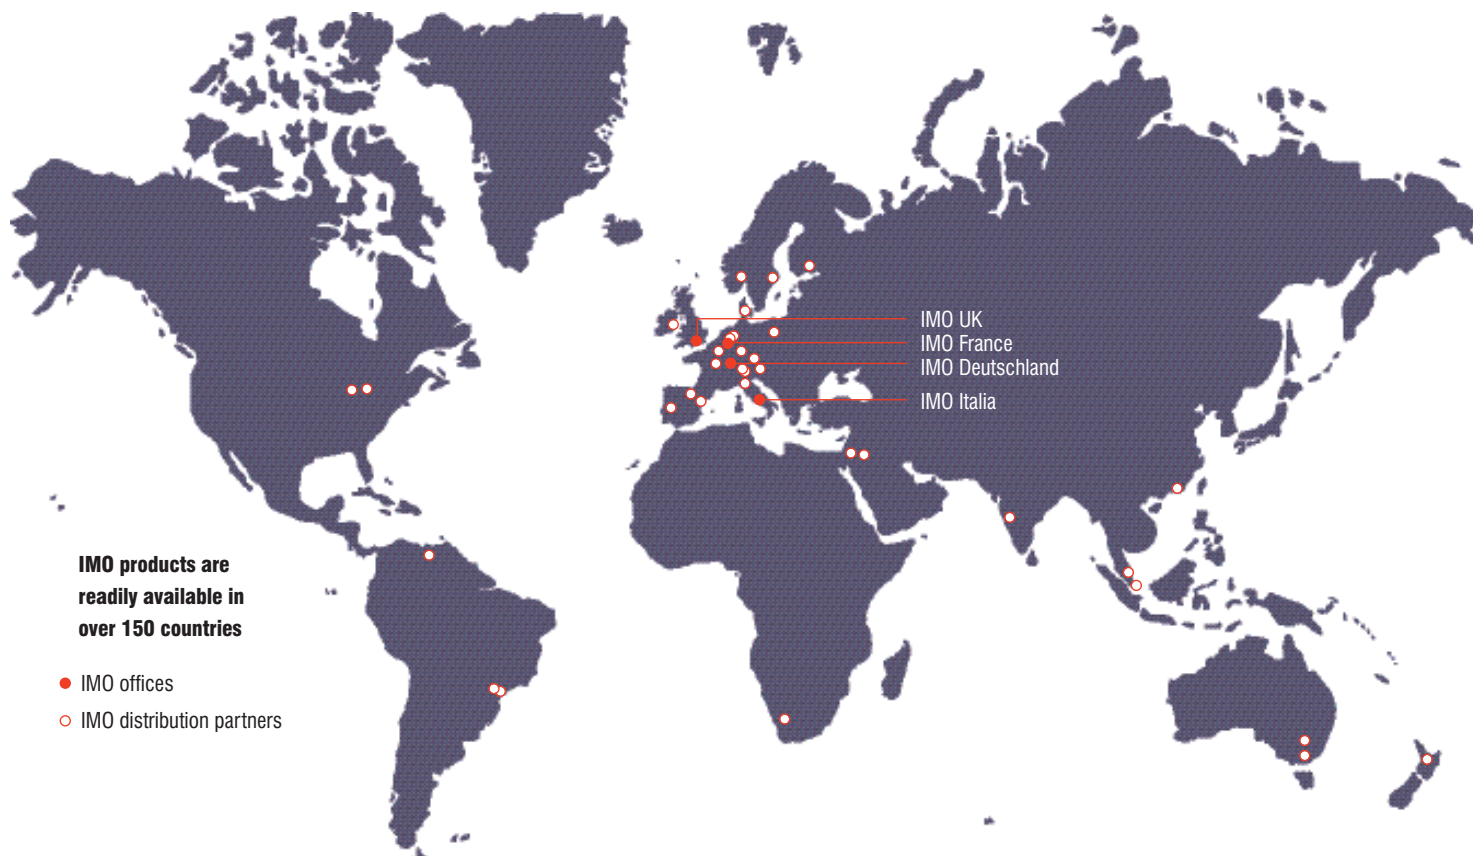 IMO UK
IMO France
IMO Deutschland
IMO Italia
IMO products are
readily available in
over 150 countries
IMO offices
IMO distribution partners